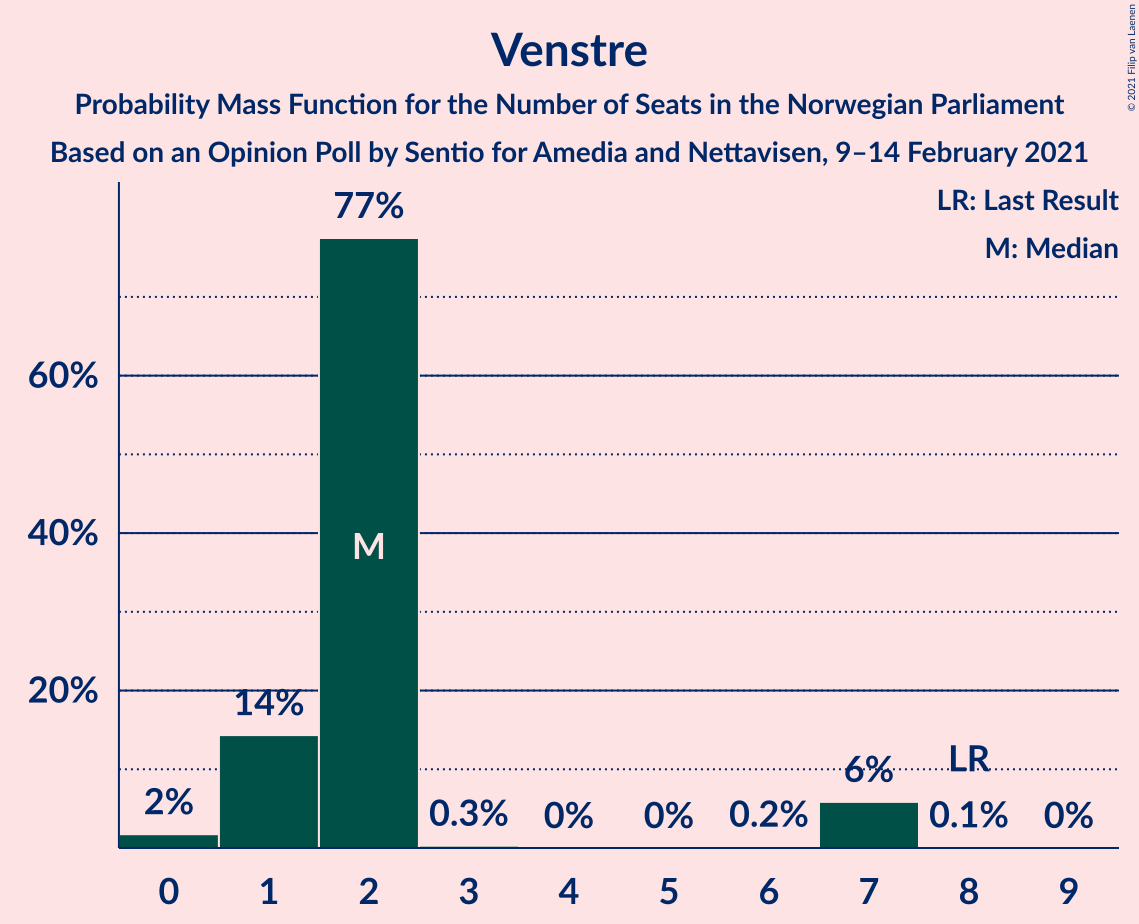 Venstre
Probability Mass Function for the Number of Seats in the Norwegian Parliament
Based on an Opinion Poll by Sentio for Amedia and Nettavisen, 9–14 February 2021
© 2021 Filip van Laenen
LR: Last Result
M: Median
60%
40%
20%
2%
14%
77%
M
0.3%
0%
0%
0.2%
6%
LR
0.1%
0%
0 1 2 3 4 5 6 7 8 9